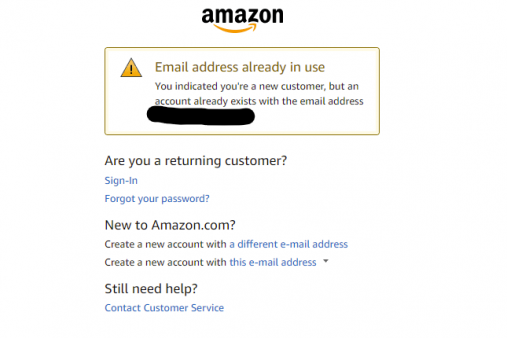 amazon
Email address already in use
You indicated you're a new customer, but an
account already exists with the email address
Are you a returning customer?
Sign-In
Forgot your password?
New to Amazon.com?
Create a new account with a different e-mail address
Create a new account with this e-mail address
Still need help?
Contact Customer Service